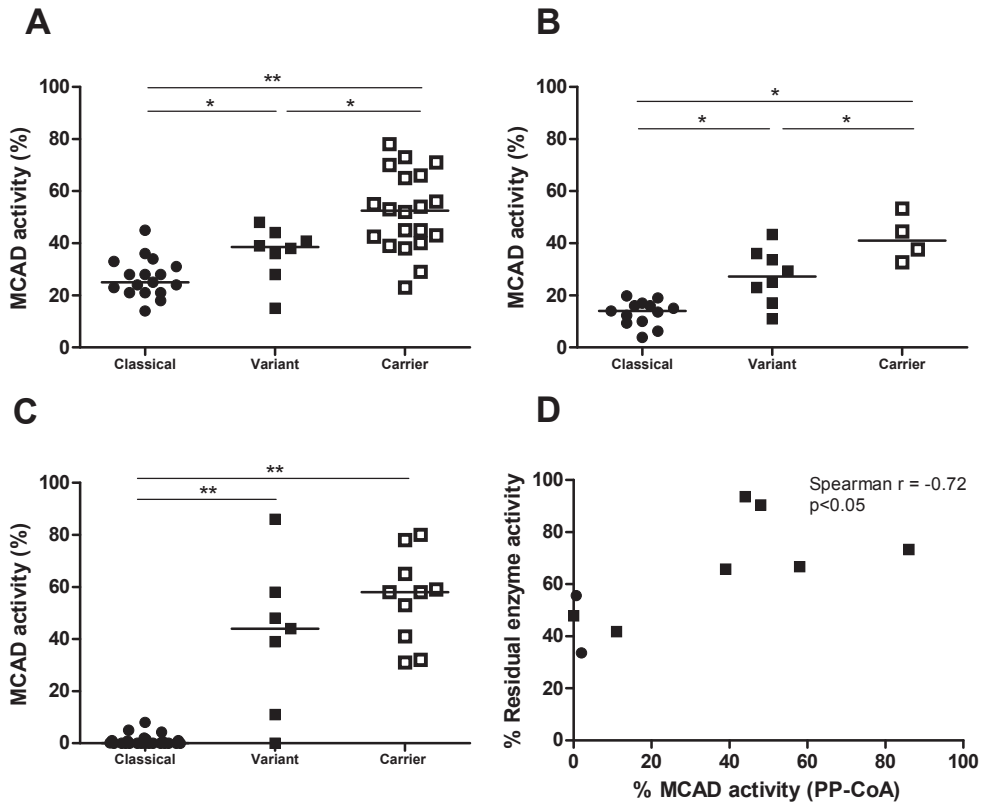 A
MCAD activity (%)
100
80
60
40
20
0
**
*
*
Classical
Variant
Carrier
B
MCAD activity (%)
100
80
60
40
20
0
*
*
*
Classical
Variant
Carrier
C
MCAD activity (%)
100
80
60
40
20
0
**
**
Classical
Variant
Carrier
D
% Residual enzyme activity
100
80
60
40
20
0
Spearman r = -0.72
p<0.05
0 20 40 60 80 100
% MCAD activity (PP-CoA)